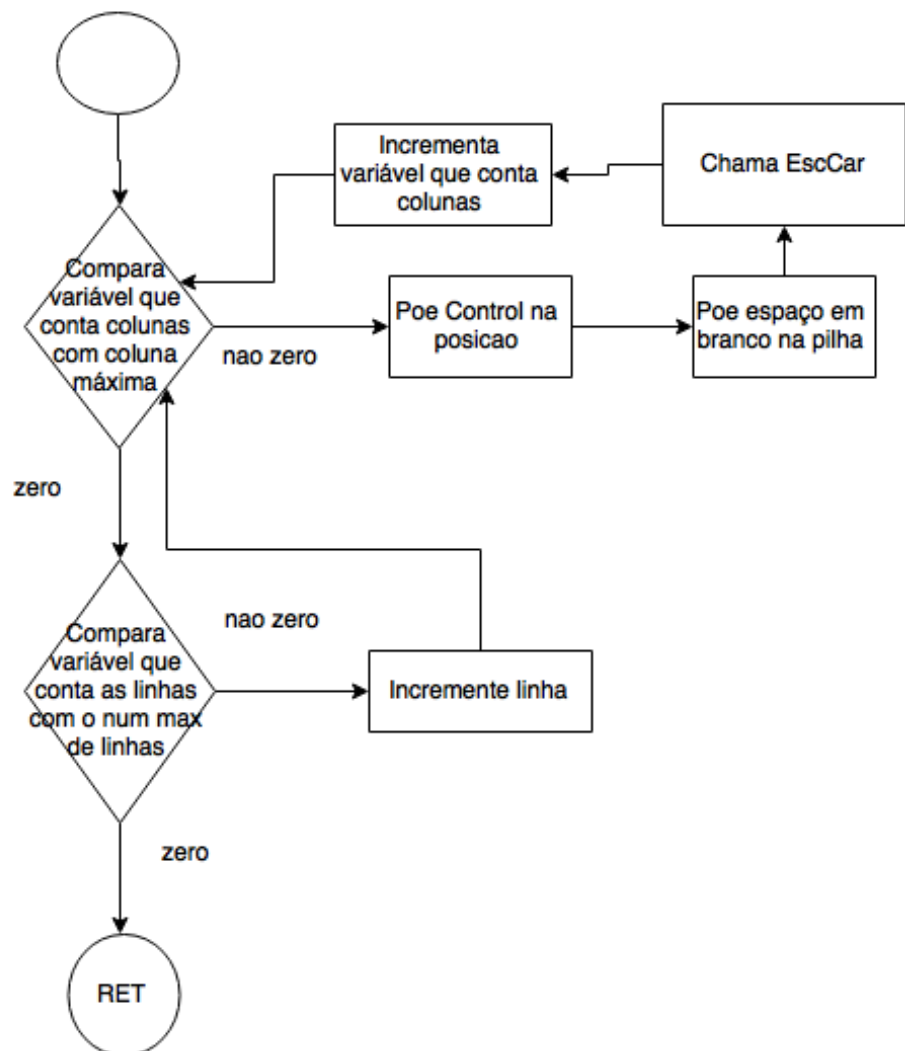 Incrementa
variável que conta
colunas
Chama EscCar
Compara
variável que
conta colunas
com coluna
máxima
nao zero
Poe Control na
posicao
Poe espaço em
branco na pilha
zero
Compara
variável que
conta as linhas
com o num max
de linhas
nao zero
Incremente linha
zero
RET